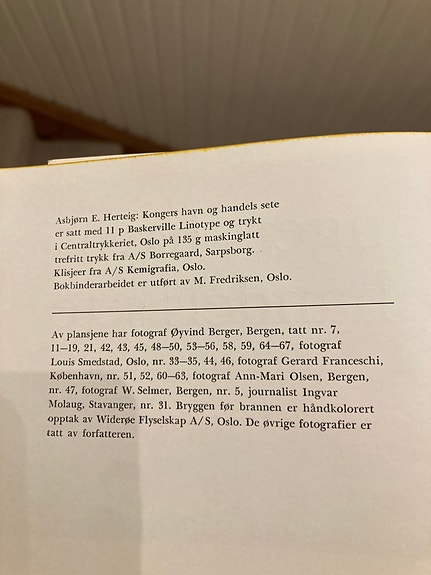 Asbjørn E. Herteig: Kongers havn og handels sete
er satt med 11 p Baskerville Linotype og trykt
i Centraltrykkeriet, Oslo på 135 g maskinglatt
trefritt trykk fra A/S Borregaard, Sarpsborg.
Klisjeer fra A/S Kemigrafia, Oslo.
Bokbinderarbeidet er utført av M. Fredriksen, Oslo.
Av plansjene har fotograf Øyvind Berger, Bergen, tatt nr. 7,
11—19, 21, 42, 43, 45, 48—50, 53—56, 58, 59, 64—67, fotograf
Louis Smedstad, Oslo, nr. 33—35, 44, 46, fotograf Gerard Franceschi,
København, nr. 51, 52, 60—63, fotograf Ann-Mari Olsen, Bergen,
nr. 47, fotograf W. Selmer, Bergen, nr. 5, journalist Ingvar
Molaug, Stavanger, nr. 31. Bryggen før brannen er håndkolorert
opptak av Widerøe Flyselskap A/S, Oslo. De øvrige fotografier er
tatt av forfatteren.